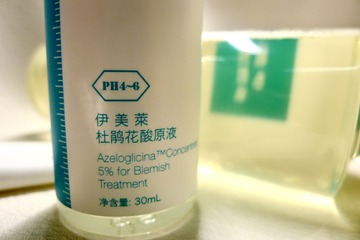 PH4~6
伊美莱
杜鹃花酸原液
Azeloglicina™Concentrate
5% for Blemish
Treatment
净含量: 30mL